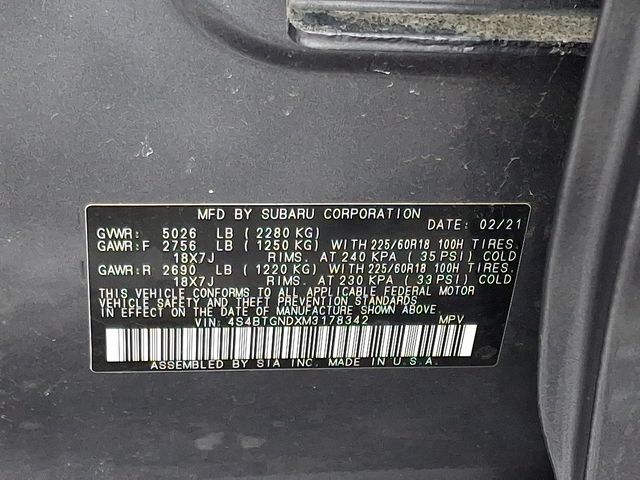 MFD BY SUBARU CORPORATION
DATE: 02/21
GVWR: 5026 LB (2280 KG)
GAWR:F 2756 LB (1250 KG) WITH 225/60R18 100H TIRES.
18X7J RIMS. AT 240 KPA (35 PSI) COLD
GAWR:R 2690 LB (1220 KG) WITH 225/60R18 100H TIRES.
18X7J RIMS. AT 230 KPA (33 PSI) COLD
THIS VEHICLE CONFORMS TO ALL APPLICABLE FEDERAL MOTOR
VEHICLE SAFETY AND THEFT PREVENTION STANDARDS
IN EFFECT ON THE DATE OF MANUFACTURE SHOWN ABOVE.
VIN: 4S4BTGNDXM3178342 MPV
ASSEMBLED BY SIA INC. MADE IN U.S.A.